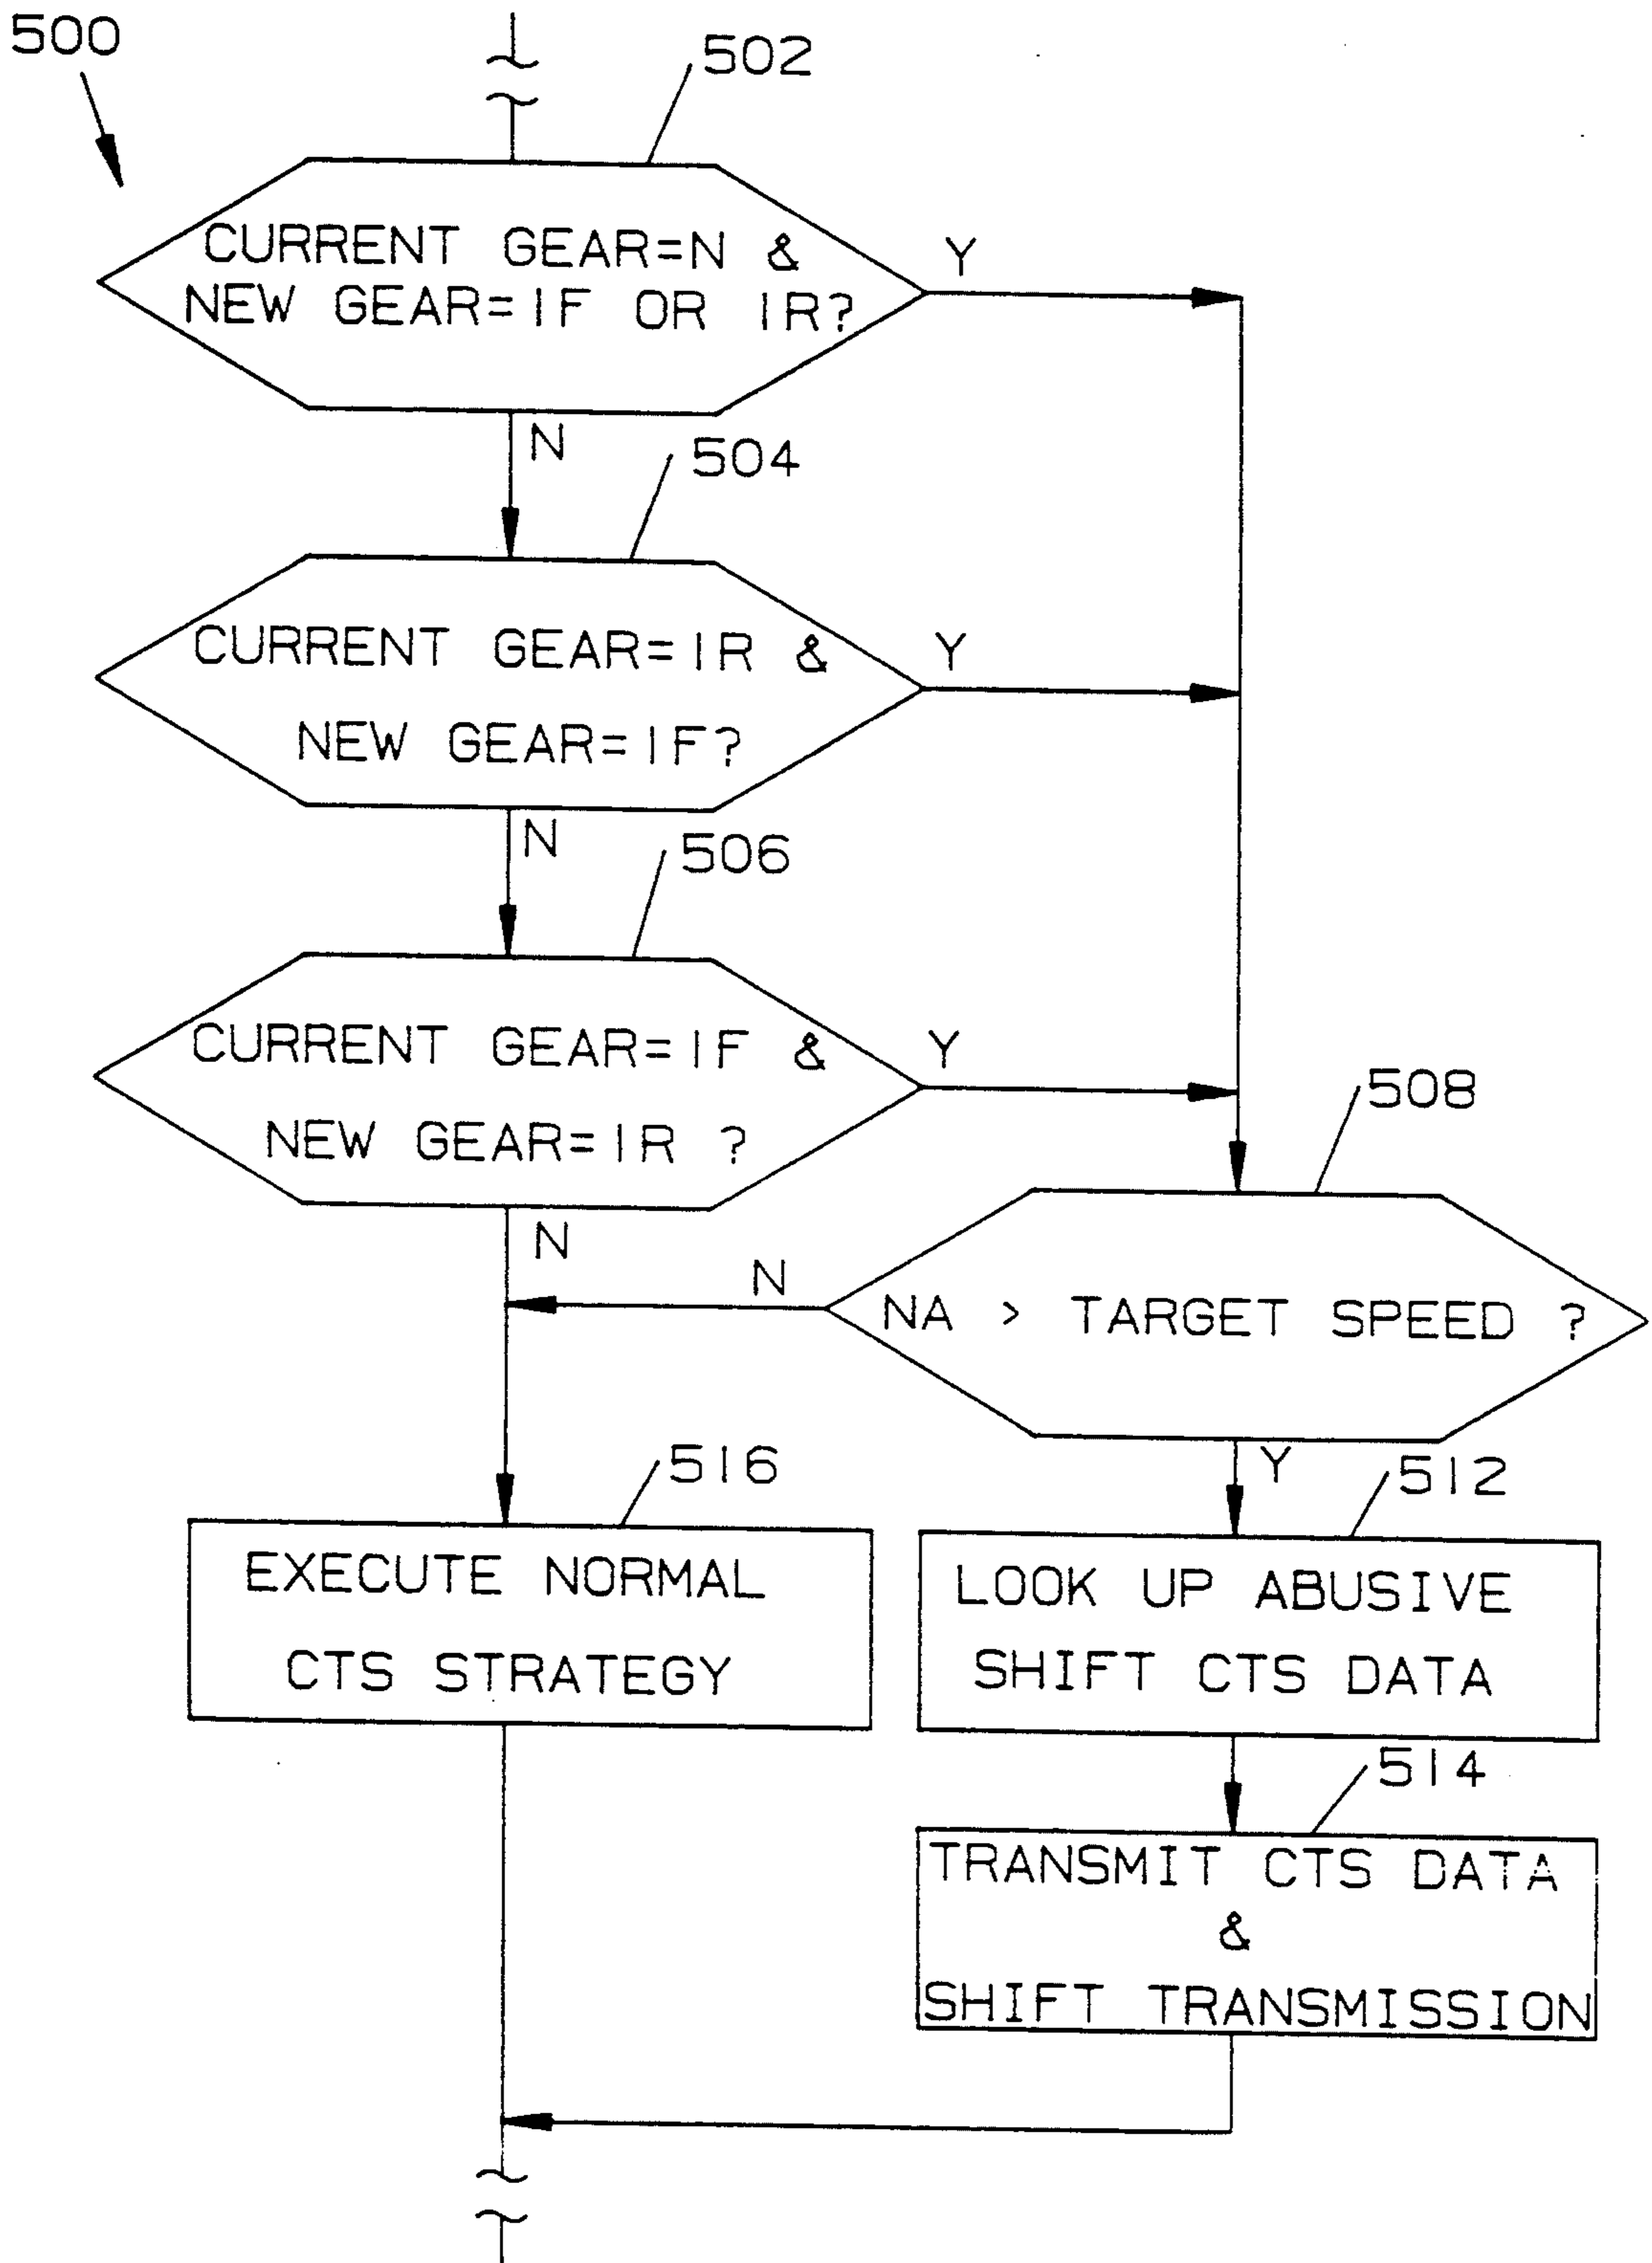 500
502
CURRENT GEAR=N &
NEW GEAR=1F OR 1R?
Y
N
504
CURRENT GEAR=1R &
Y
NEW GEAR=1F?
N
506
CURRENT GEAR=1F &
Y
NEW GEAR=1R ?
508
N
N
NA > TARGET SPEED ?
Y
516
512
EXECUTE NORMAL
CTS STRATEGY
LOOK UP ABUSIVE
SHIFT CTS DATA
514
TRANSMIT CTS DATA
&
SHIFT TRANSMISSION